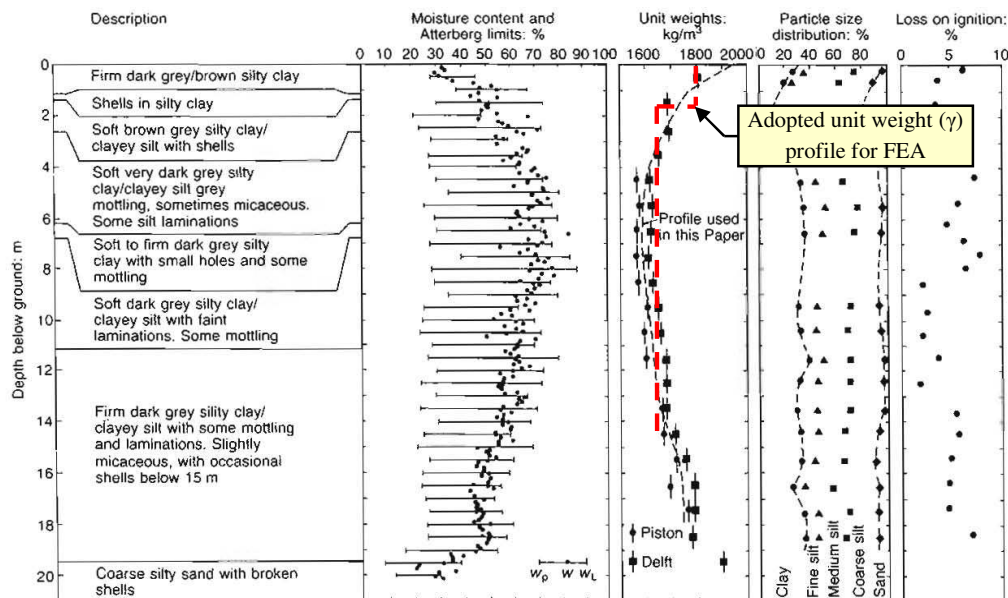 Description
Moisture content and
Atterberg limits: %
Unit weights:
kg/m³
Particle size
distribution: %
Loss on ignition:
%
0 10 20 30 40 50 60 70 80 90 100
1600 1800 2000
20 40 60 80
0 5 10
Depth below ground: m
0
2
4
6
8
10
12
14
16
18
20
Firm dark grey/brown silty clay
Shells in silty clay
Soft brown grey silty clay/
clayey silt with shells
Soft very dark grey silty
clay/clayey silt grey
mottling, sometimes micaceous.
Some silt laminations
Soft to firm dark grey silty
clay with small holes and some
mottling
Soft dark grey silty clay/
clayey silt with faint
laminations. Some mottling
Firm dark grey sility clay/
clayey silt with some mottling
and laminations. Slightly
micaceous, with occasional
shells below 15 m
Coarse silty sand with broken
shells
Adopted unit weight (γ)
profile for FEA
Profile used
in this Paper
Piston
Delft
wp w wL
Clay
Fine silt
Medium silt
Coarse silt
Sand